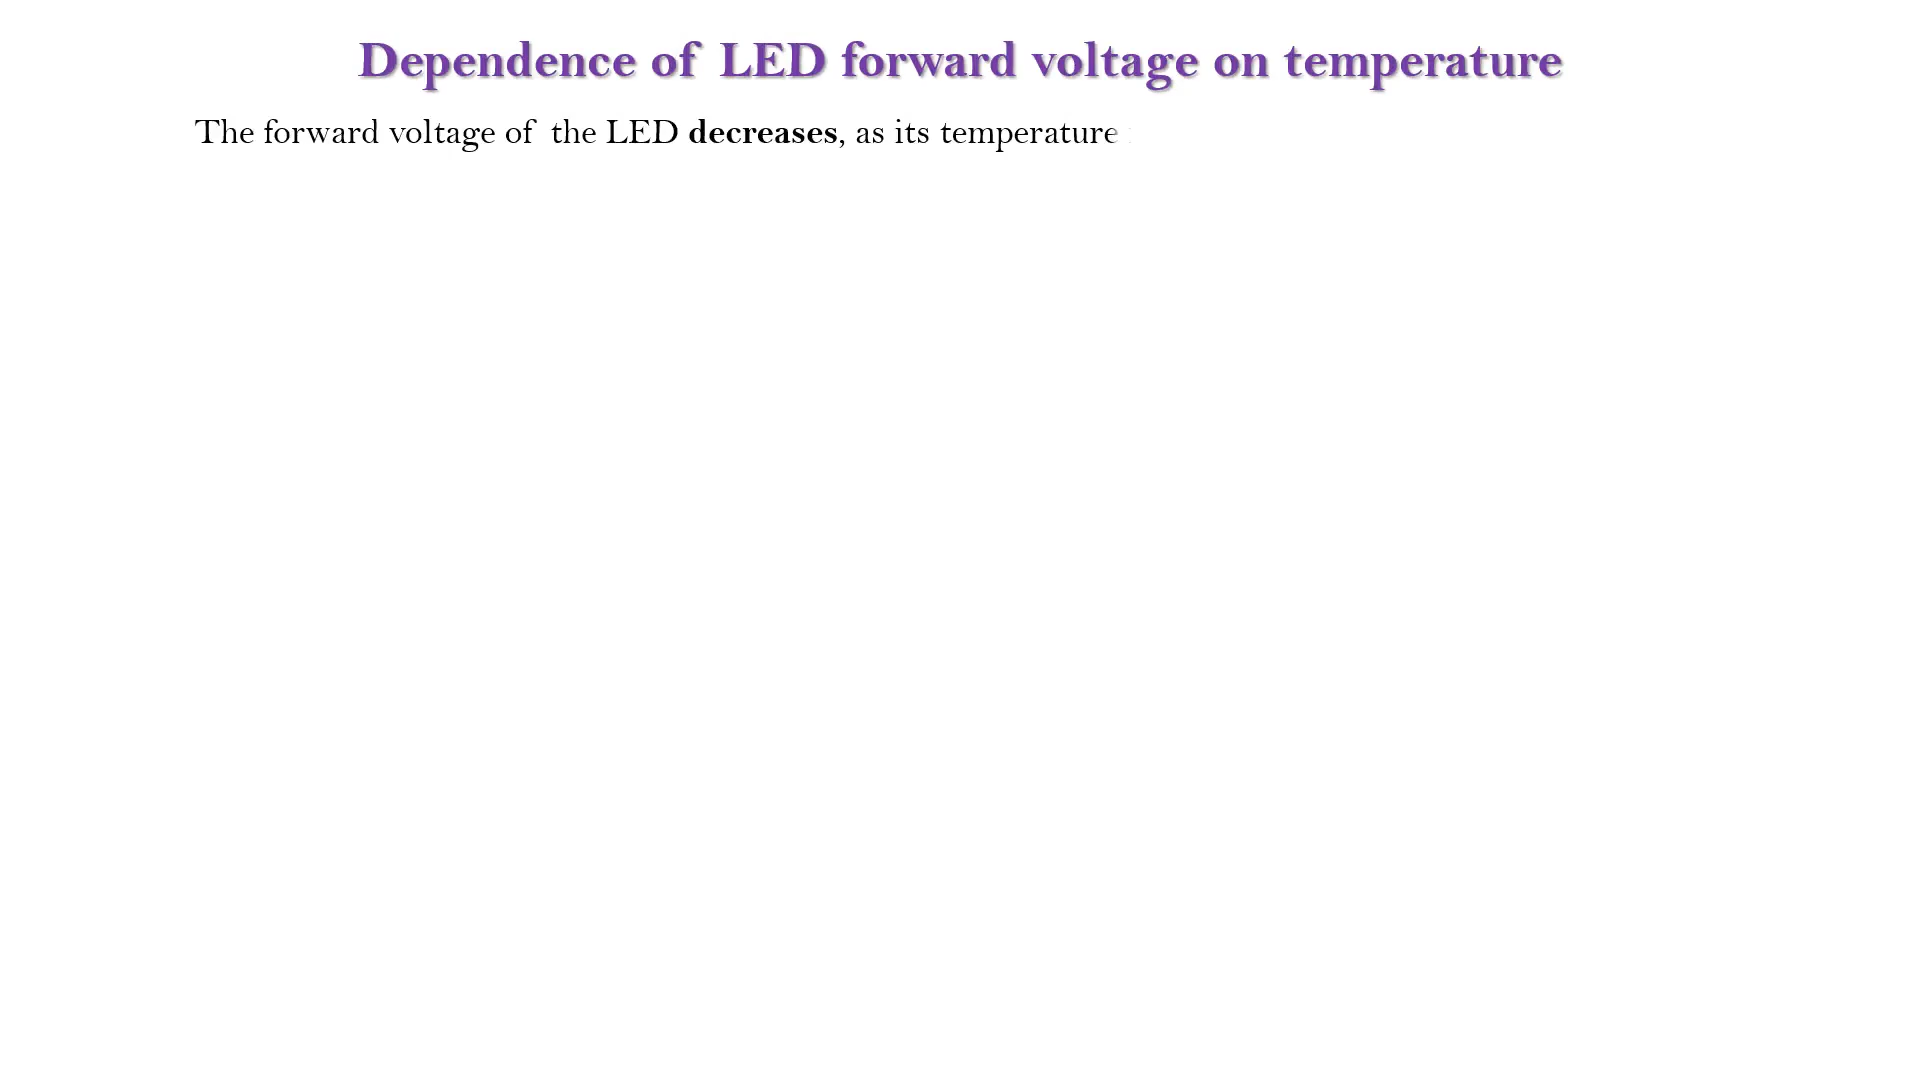 Dependence of LED forward voltage on temperature
The forward voltage of the LED decreases, as its temperature